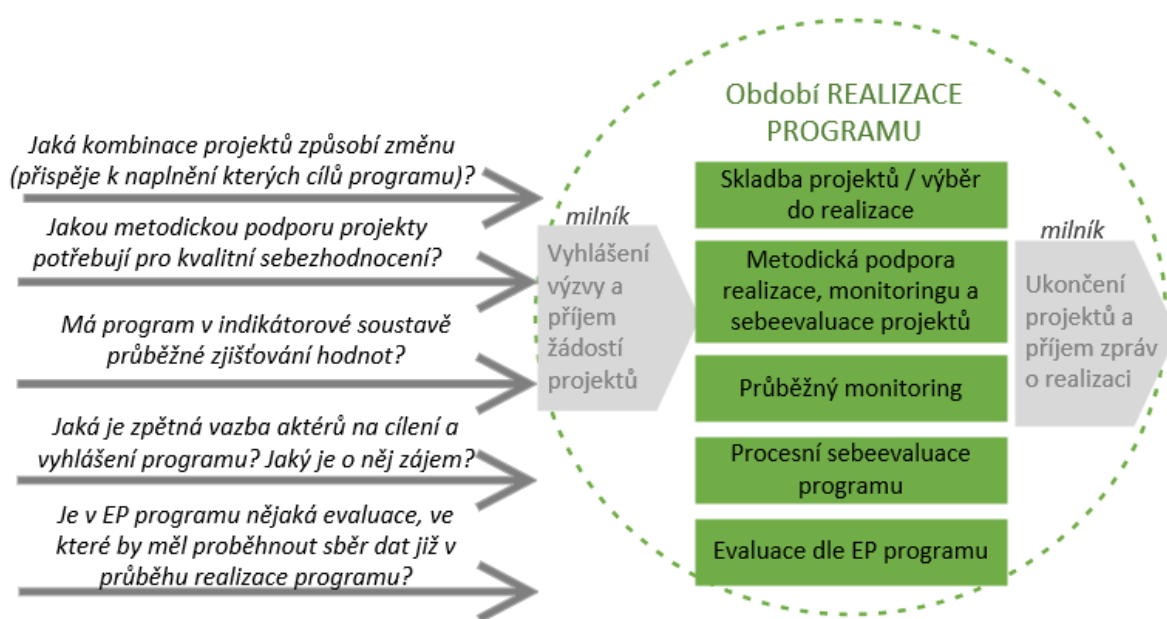 Jaká kombinace projektů způsobí změnu
(přispěje k naplnění kterých cílů programu)?
Jakou metodickou podporu projekty
potřebují pro kvalitní sebezhodnocení?
Má program v indikátorové soustavě
průběžné zjišťování hodnot?
Jaká je zpětná vazba aktérů na cílení a
vyhlášení programu? Jaký je o něj zájem?
Je v EP programu nějaká evaluace, ve
které by měl proběhnout sběr dat již v
průběhu realizace programu?
milník
Vyhlášení
výzvy a
příjem
žádostí
projektů
Období REALIZACE
PROGRAMU
Skladba projektů / výběr
do realizace
Metodická podpora
realizace, monitoringu a
sebeevaluace projektů
Průběžný monitoring
Procesní sebeevaluace
programu
Evaluace dle EP programu
milník
Ukončení
projektů a
příjem zpráv
o realizaci